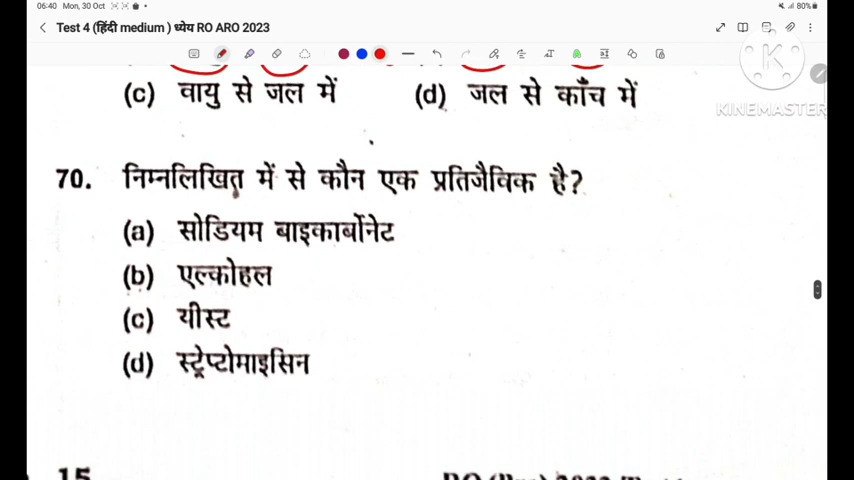 06:40 Mon, 30 Oct
80%
Test 4 (हिंदी medium ) ध्येय RO ARO 2023
K
KINEMASTER
(c) वायु से जल में (d) जल से काँच में
70. निम्नलिखित में से कौन एक प्रतिजैविक है?
(a) सोडियम बाइकार्बोनेट
(b) एल्कोहल
(c) यीस्ट
(d) स्ट्रेप्टोमाइसिन
15